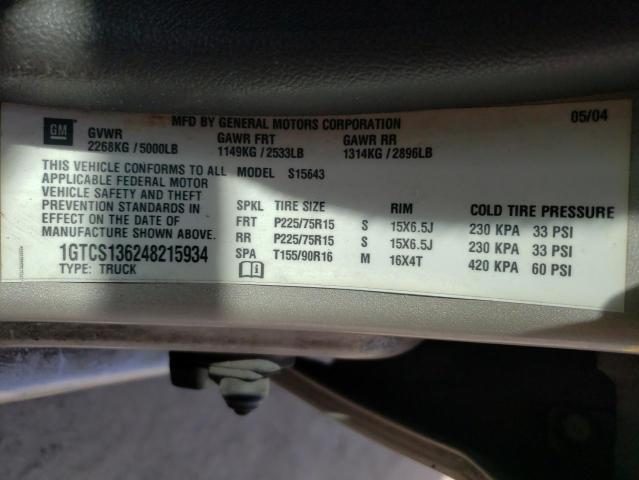 MFD BY GENERAL MOTORS CORPORATION 05/04
GM GVWR GAWR FRT GAWR RR
2268KG / 5000LB 1149KG / 2533LB 1314KG / 2896LB
THIS VEHICLE CONFORMS TO ALL
APPLICABLE FEDERAL MOTOR
VEHICLE SAFETY AND THEFT
PREVENTION STANDARDS IN
EFFECT ON THE DATE OF
MANUFACTURE SHOWN ABOVE.
1GTCS136248215934
TYPE: TRUCK
MODEL S15643
SPKL TIRE SIZE RIM COLD TIRE PRESSURE
FRT P225/75R15 S 15X6.5J 230 KPA 33 PSI
RR P225/75R15 S 15X6.5J 230 KPA 33 PSI
SPA T155/90R16 M 16X4T 420 KPA 60 PSI